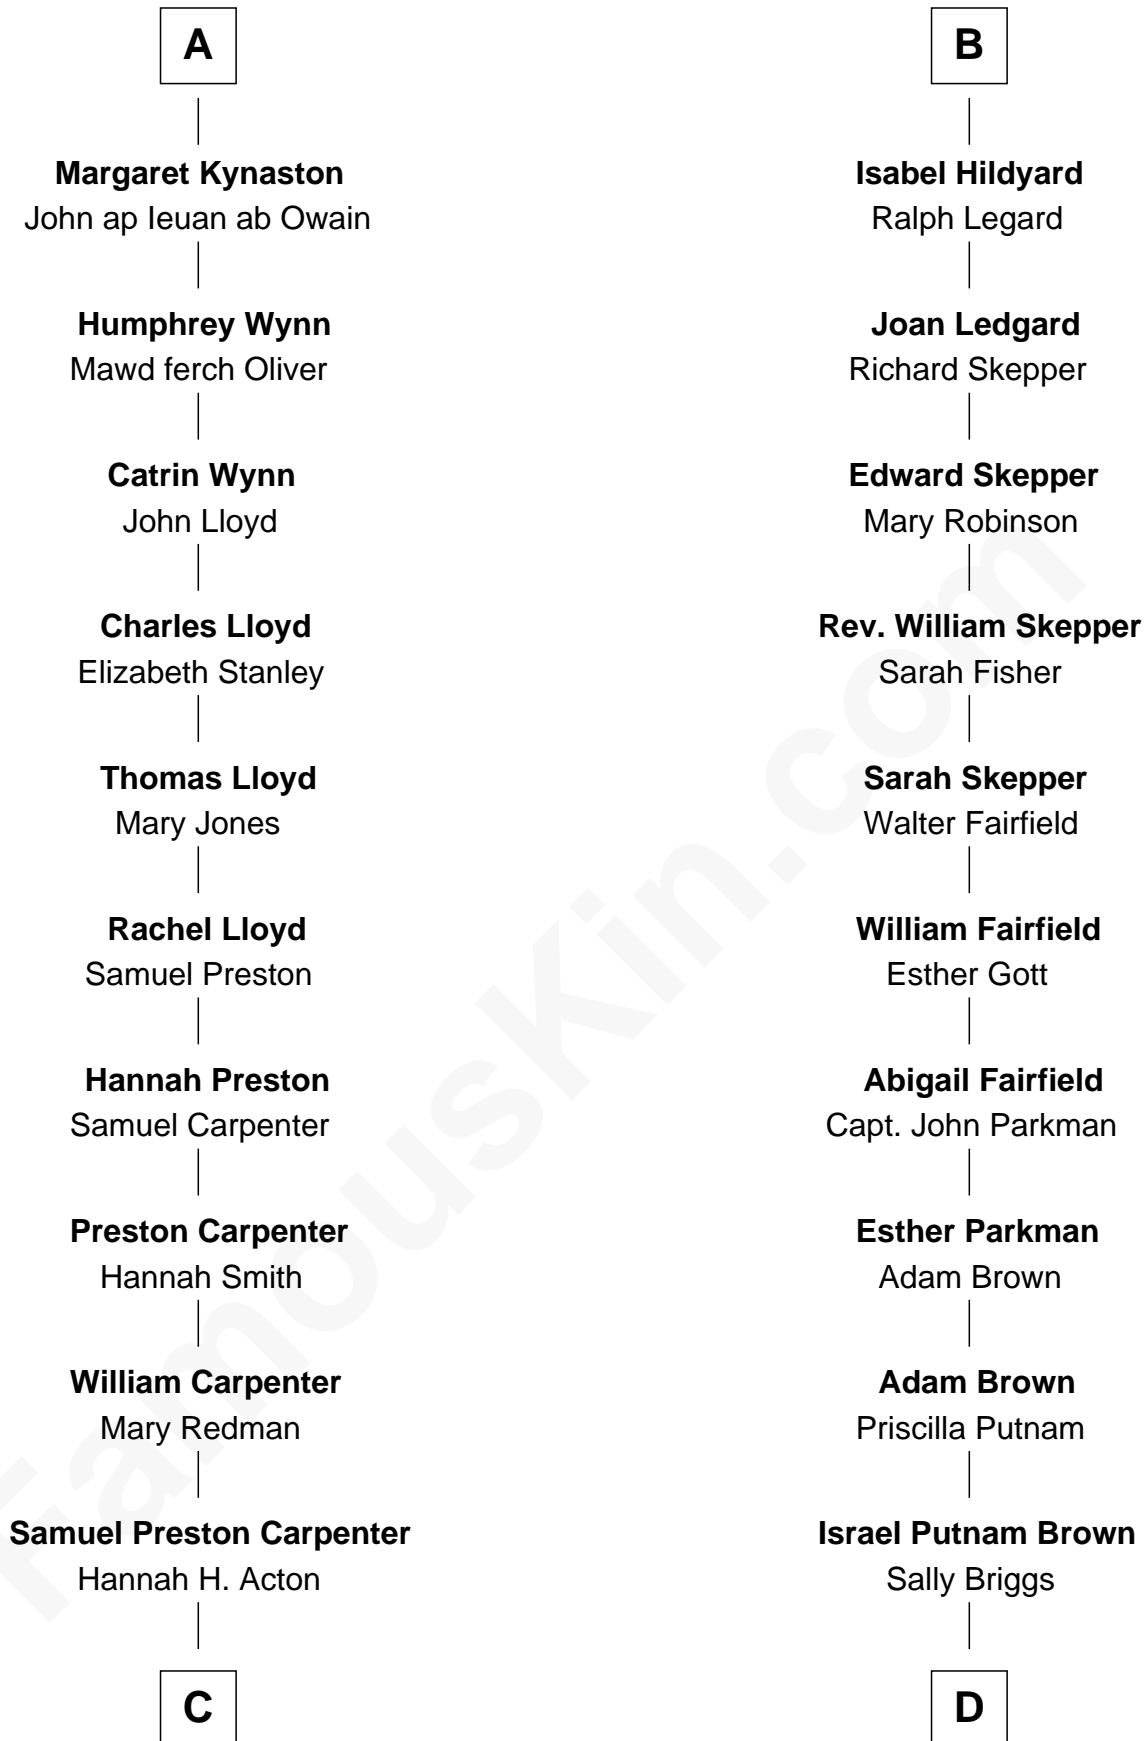 A
Margaret Kynaston
John ap Ieuan ab Owain
Humphrey Wynn
Mawd ferch Oliver
Catrin Wynn
John Lloyd
Charles Lloyd
Elizabeth Stanley
Thomas Lloyd
Mary Jones
Rachel Lloyd
Samuel Preston
Hannah Preston
Samuel Carpenter
Preston Carpenter
Hannah Smith
William Carpenter
Mary Redman
Samuel Preston Carpenter
Hannah H. Acton
C
B
Isabel Hildyard
Ralph Legard
Joan Ledgard
Richard Skepper
Edward Skepper
Mary Robinson
Rev. William Skepper
Sarah Fisher
Sarah Skepper
Walter Fairfield
William Fairfield
Esther Gott
Abigail Fairfield
Capt. John Parkman
Esther Parkman
Adam Brown
Adam Brown
Priscilla Putnam
Israel Putnam Brown
Sally Briggs
D
FamousKin.com